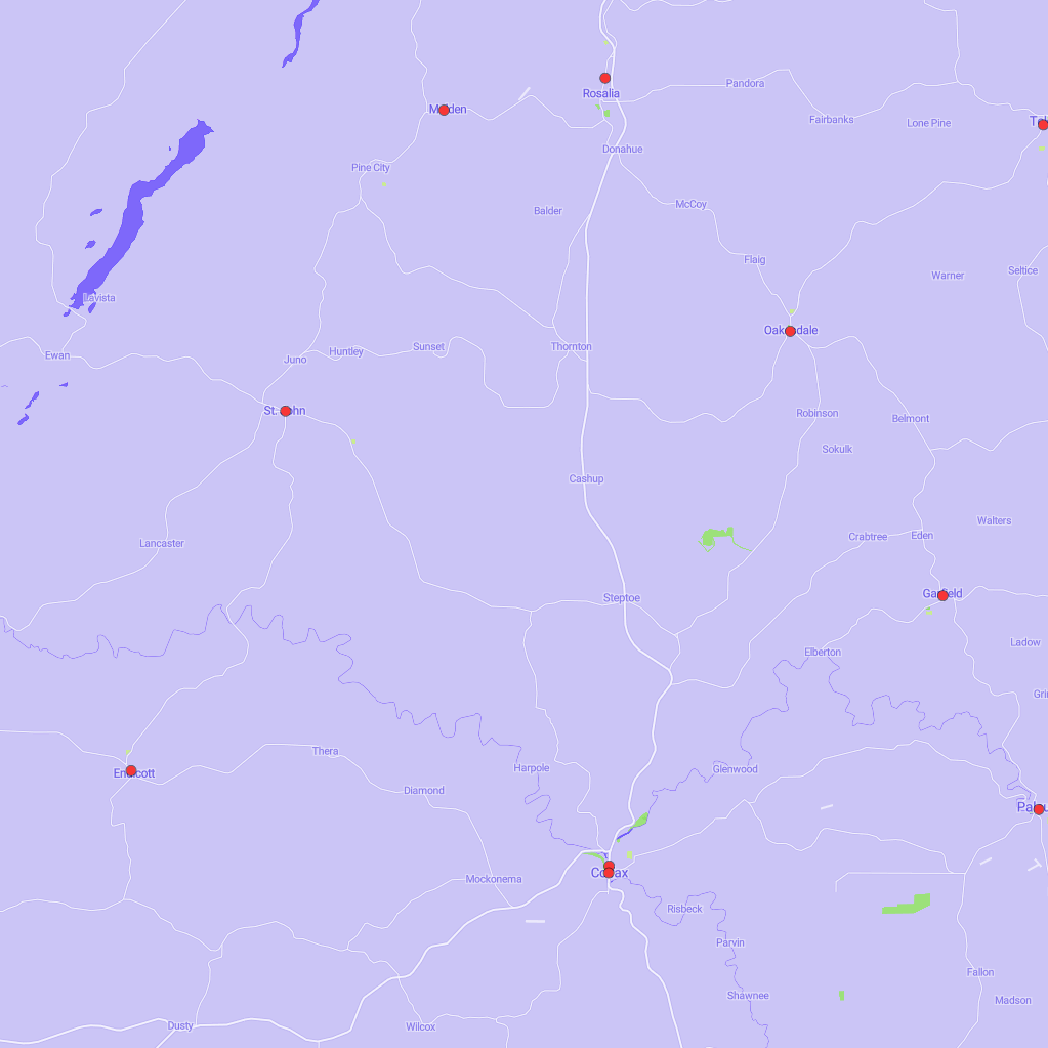 Rosalia
Pandora
Malden
Fairbanks
Lone Pine
Donahue
Pine City
McCoy
Balder
Flaig
Warner
Seltice
Lavista
Oakesdale
Ewan
Juno
Huntley
Sunset
Thornton
St. John
Robinson
Belmont
Sokulk
Cashup
Walters
Lancaster
Crabtree
Eden
Steptoe
Garfield
Ladow
Elberton
Thera
Harpole
Glenwood
Endicott
Diamond
Colfax
Mockonema
Risbeck
Parvin
Fallon
Shawnee
Madson
Dusty
Wilcox